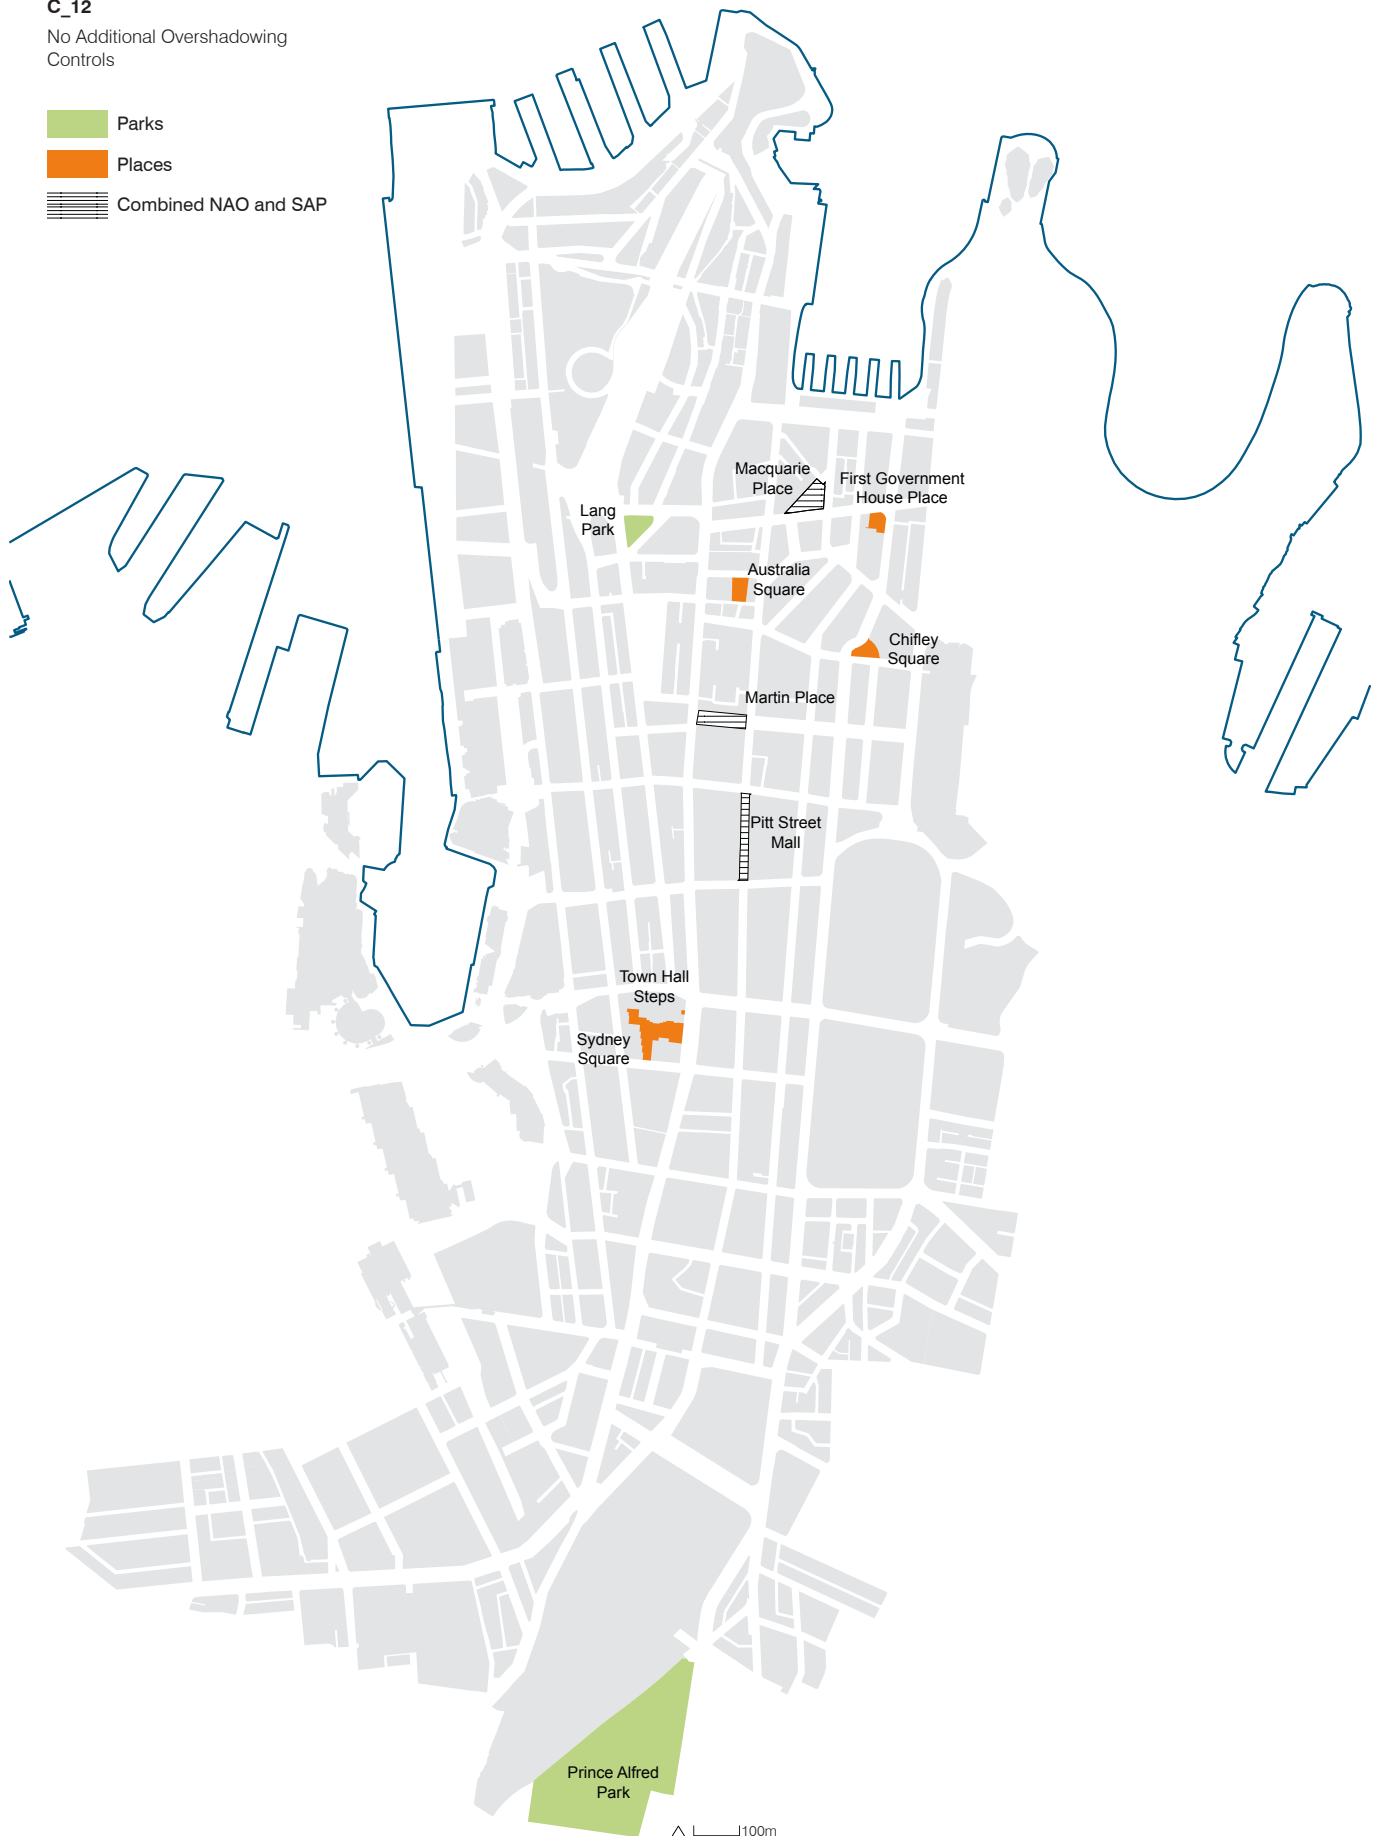 C_12
No Additional Overshadowing
Controls
Parks
Places
Combined NAO and SAP
Macquarie
Place
First Government
House Place
Lang
Park
Australia
Square
Chifley
Square
Martin Place
Pitt Street
Mall
Town Hall
Steps
Sydney
Square
Prince Alfred
Park
100m